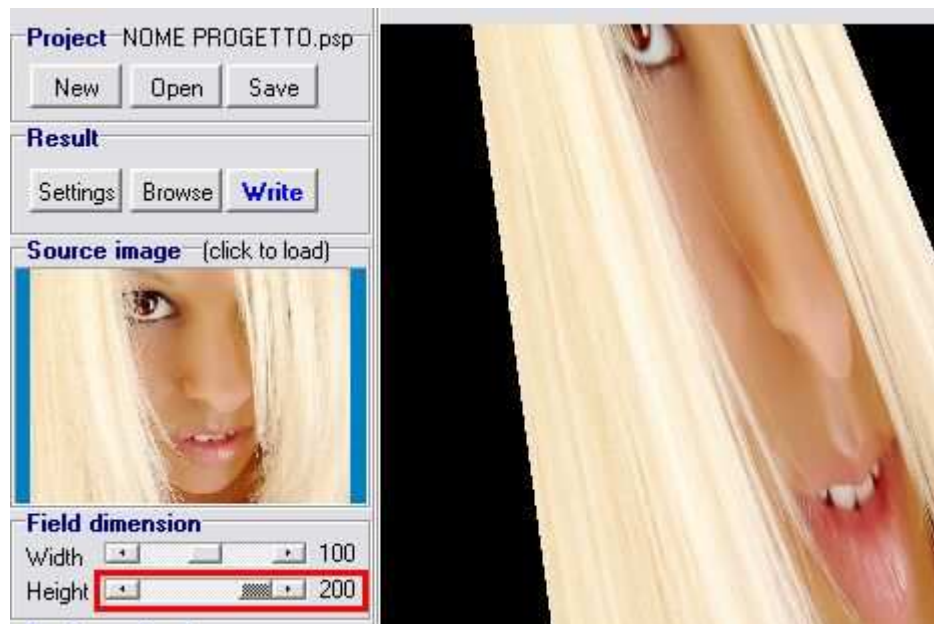 Project NOME PROGETTO.psp
New Open Save
Result
Settings Browse Write
Source image (click to load)
Field dimension
Width 100
Height 200